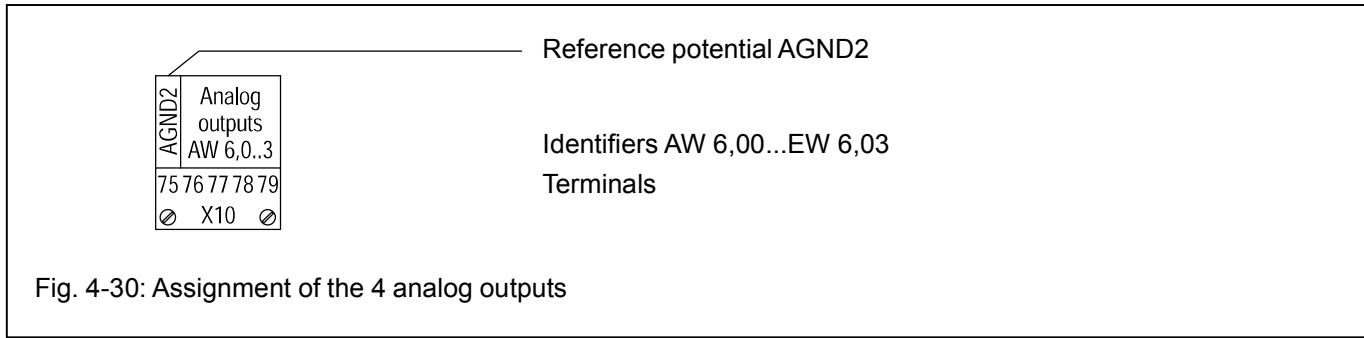 Reference potential AGND2
AGND2
Analog
outputs
AW 6,0..3
Identifiers AW 6,00...EW 6,03
75 76 77 78 79
Terminals
X10
Fig. 4-30: Assignment of the 4 analog outputs